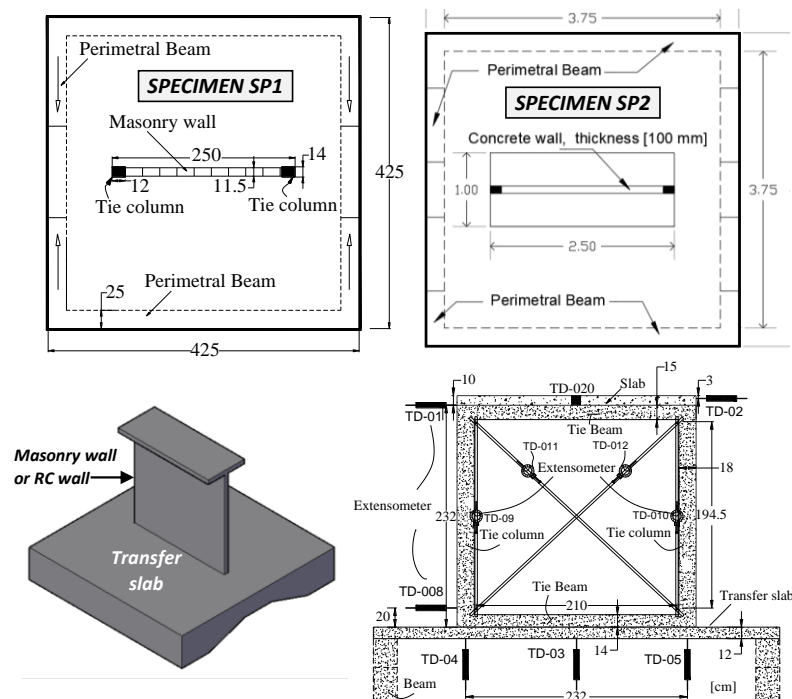 Perimetral Beam
SPECIMEN SP1
Masonry wall
250
14
12
11.5
Tie column
Tie column
425
Perimetral Beam
25
425
3.75
Perimetral Beam
SPECIMEN SP2
Concrete wall, thickness [100 mm]
1.00
3.75
2.50
Perimetral Beam
Masonry wall
or RC wall
Transfer
slab
15
10
TD-020
Slab
3
TD-01
TD-02
Tie Beam
TD-011
TD-012
Extensometer
18
Extensometer
232
TD-09
TD-010
194.5
Tie column
Tie column
TD-008
Tie Beam
20
210
Transfer slab
TD-04
TD-03
14
TD-05
12
Beam
232
[cm]